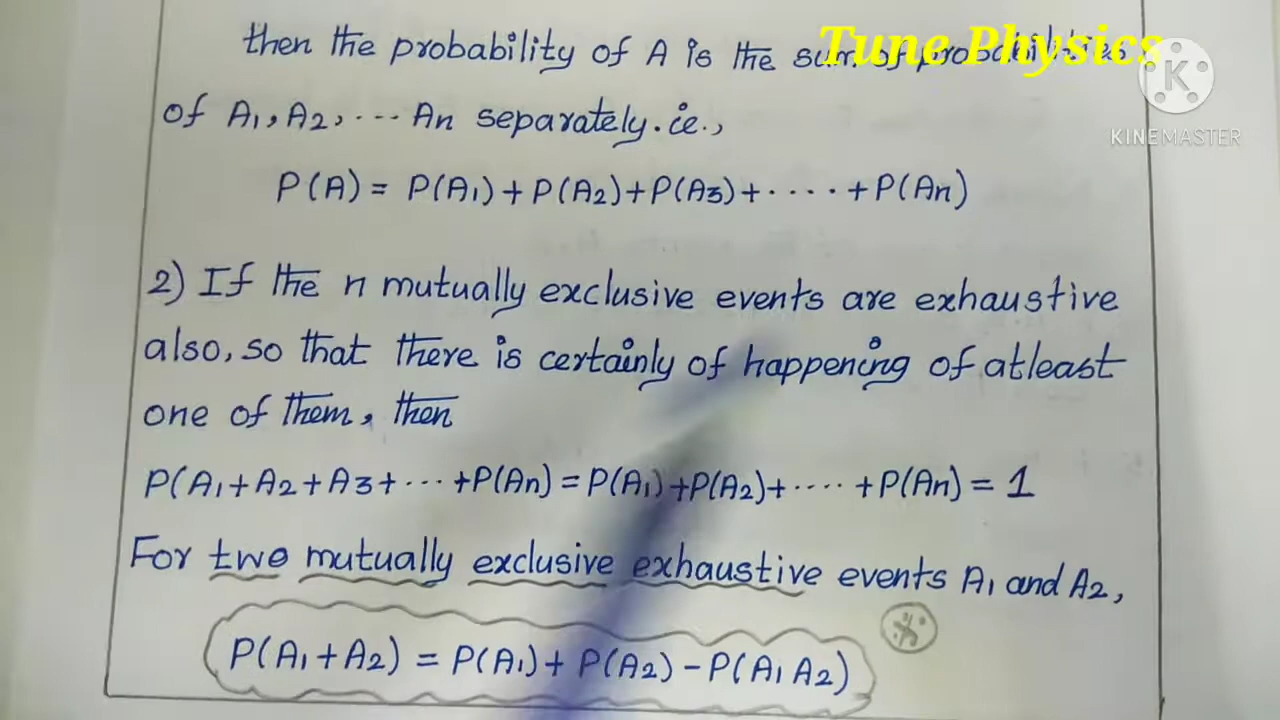 Tune Physics
KINEMASTER
then the probability of A is the sum of probabilities
of A1, A2, ... An separately. ie.,
P(A) = P(A1) + P(A2) + P(A3) + ..... + P(An)
2) If the n mutually exclusive events are exhaustive
also, so that there is certainly of happening of atleast
one of them, then
P(A1 + A2 + A3 + ... + P(An) = P(A1) + P(A2) + .... + P(An) = 1
For two mutually exclusive exhaustive events A1 and A2,
P(A1 + A2) = P(A1) + P(A2) - P(A1 A2)